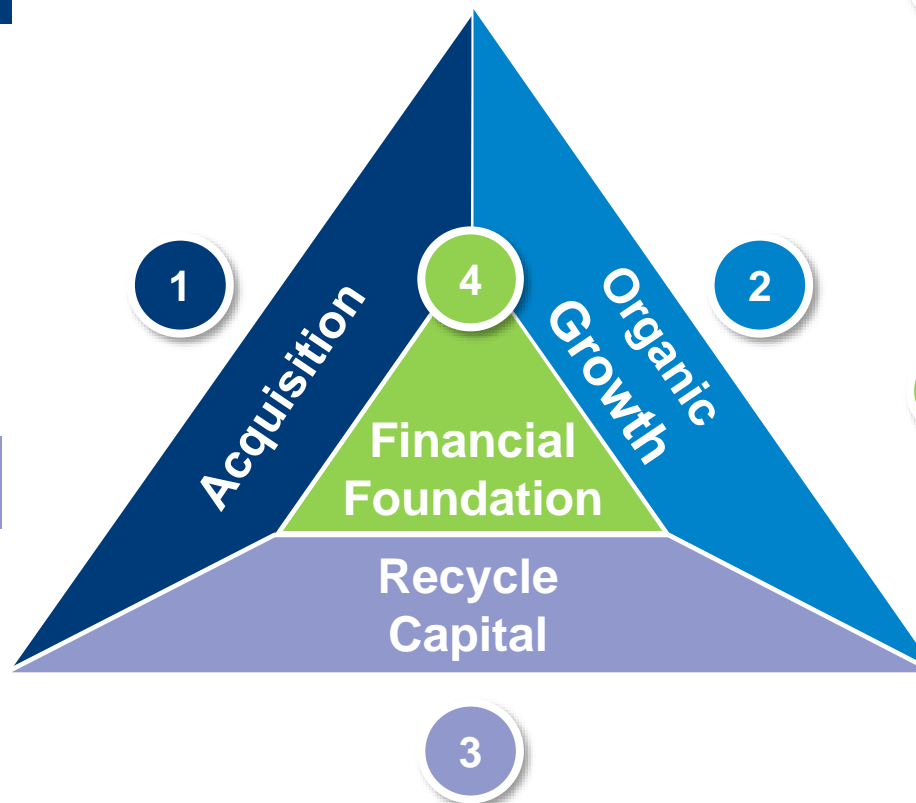 1
Acquisition
4
Organic
Growth
2
Financial
Foundation
Recycle
Capital
3